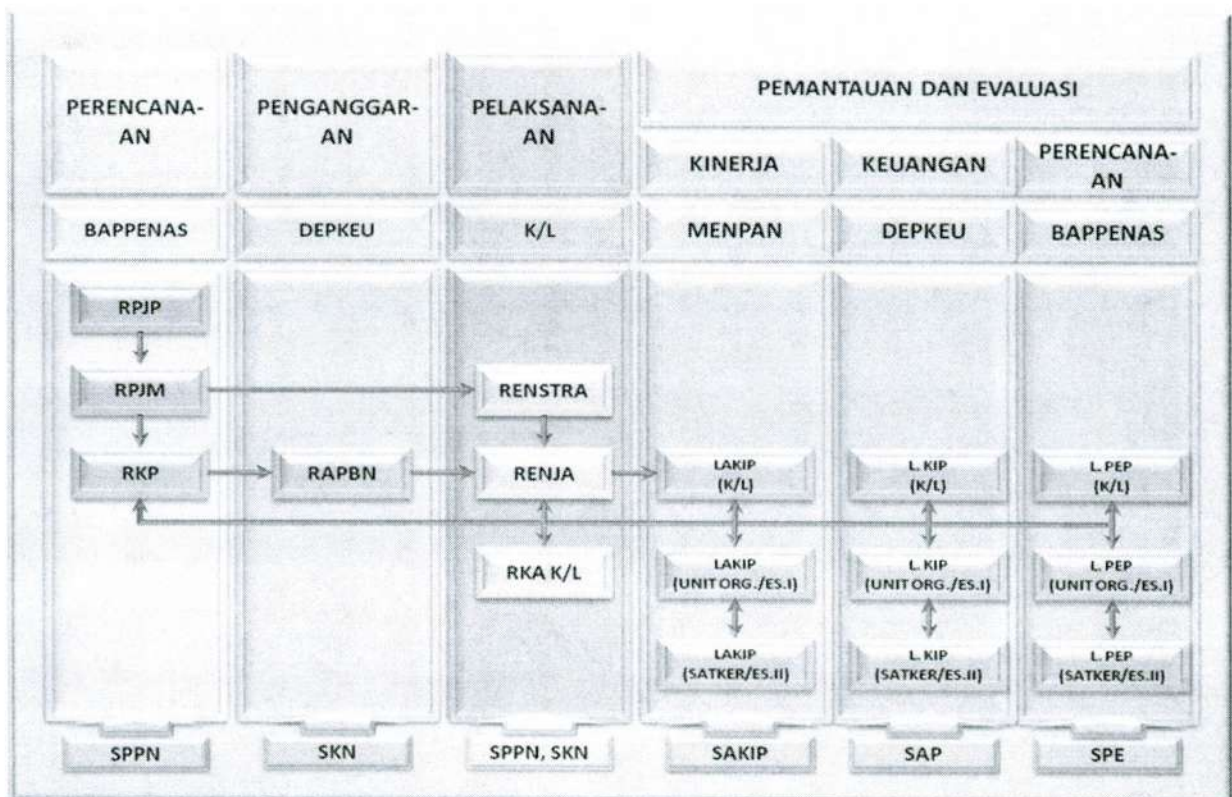 PERENCANA-
AN
PENGANGGAR-
AN
PELAKSANA-
AN
PEMANTAUAN DAN EVALUASI
KINERJA
KEUANGAN
PERENCANA-
AN
BAPPENAS
DEPKEU
K/L
MENPAN
DEPKEU
BAPPENAS
RPJP
RPJM
RENSTRA
RKP
RAPBN
RENJA
LAKIP
(K/L)
L. KIP
(K/L)
L. PEP
(K/L)
RKA K/L
LAKIP
(UNIT ORG./ES.I)
L. KIP
(UNIT ORG./ES.I)
L. PEP
(UNIT ORG./ES.I)
LAKIP
(SATKER/ES.II)
L. KIP
(SATKER/ES.II)
L. PEP
(SATKER/ES.II)
SPPN
SKN
SPPN, SKN
SAKIP
SAP
SPE